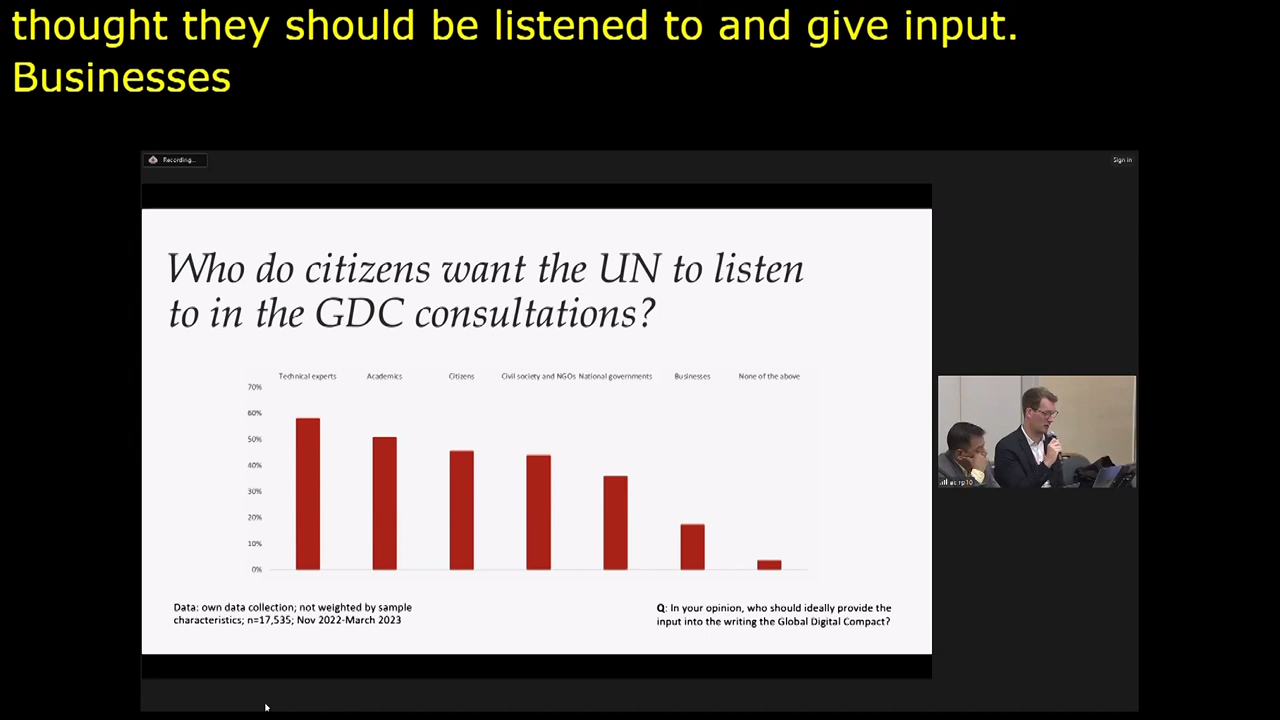 thought they should be listened to and give input.
Businesses
Recording...
Sign in
Who do citizens want the UN to listen
to in the GDC consultations?
Technical experts Academics Citizens Civil society and NGOs National governments Businesses None of the above
70%
60%
50%
40%
30%
20%
10%
0%
Data: own data collection; not weighted by sample
characteristics; n=17,535; Nov 2022-March 2023
Q: In your opinion, who should ideally provide the
input into the writing the Global Digital Compact?